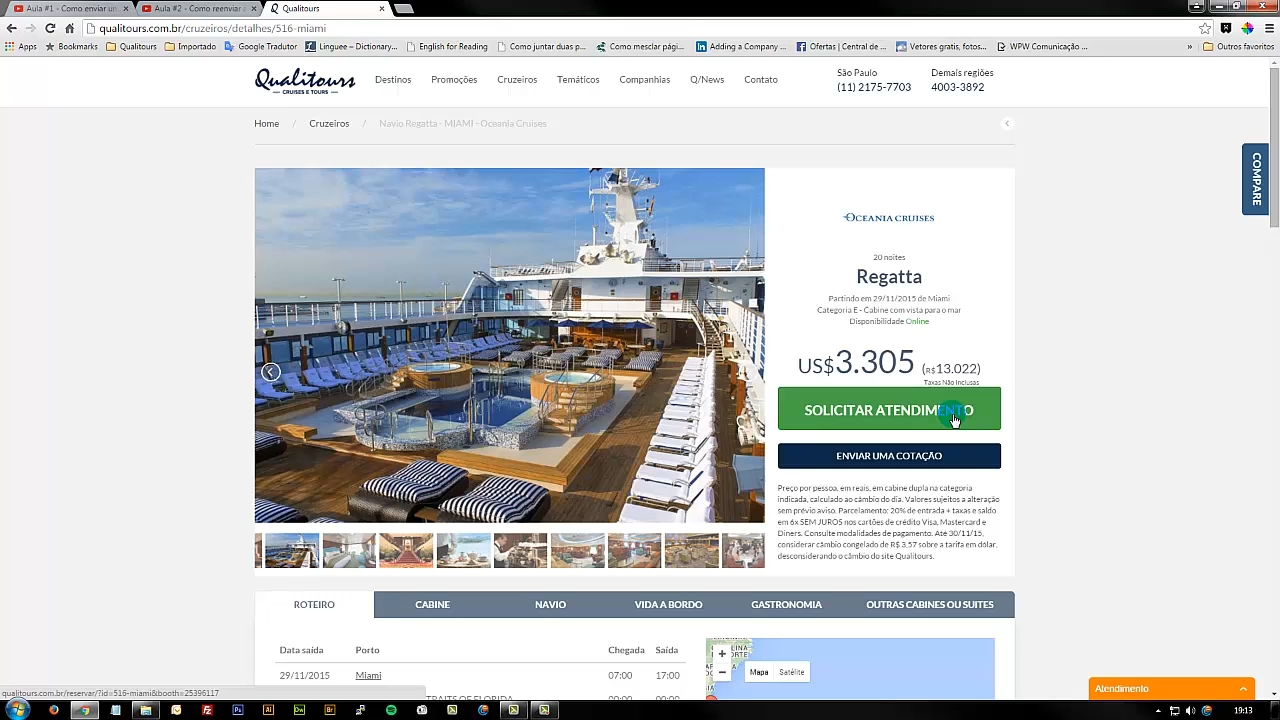 Aula #1 - Como enviar un
Aula #2 - Como reenviar a
Qualitours
qualitours.com.br/cruzeiros/detalhes/516-miami
Apps
Bookmarks
Qualitours
Importado
Google Tradutor
Linguee – Dictionary...
English for Reading
Como juntar duas p...
Como mesclar pág...
Adding a Company ...
Ofertas | Central de ...
Vetores gratis, fotos...
WPW Comunicação ...
»
Outros favoritos
Qualitours
CRUISES E TOURS
Destinos
Promoções
Cruzeiros
Temáticos
Companhias
Q/News
Contato
São Paulo
(11) 2175-7703
Demais regiões
4003-3892
Home / Cruzeiros / Navio Regatta - MIAMI - Oceania Cruises
COMPARE
OCEANIA CRUISES
20 noites
Regatta
Partindo em 29/11/2015 de Miami
Categoria E - Cabine com vista para o mar
Disponibilidade Online
US$3.305 (R$13.022)
Taxas Não Inclusas
SOLICITAR ATENDIMENTO
ENVIAR UMA COTAÇÃO
Preço por pessoa, em reais, em cabine dupla na categoria
indicada, calculado ao câmbio do dia. Valores sujeitos a alteração
sem prévio aviso. Parcelamento: 20% de entrada + taxas e saldo
em 6x SEM JUROS nos cartões de crédito Visa, Mastercard e
Diners. Consulte modalidades de pagamento. Até 30/11/15,
considerar câmbio congelado de R$ 3,57 sobre a tarifa em dólar,
desconsiderando o câmbio do site Qualitours.
ROTEIRO
CABINE
NAVIO
VIDA A BORDO
GASTRONOMIA
OUTRAS CABINES OU SUITES
Data saída
Porto
Chegada
Saída
29/11/2015
Miami
07:00
17:00
STRAITS OF FLORIDA
00:00
00:00
Mapa
Satélite
qualitours.com.br/reservar/?id=516-miami&booth=25396117
Atendimento
19:13